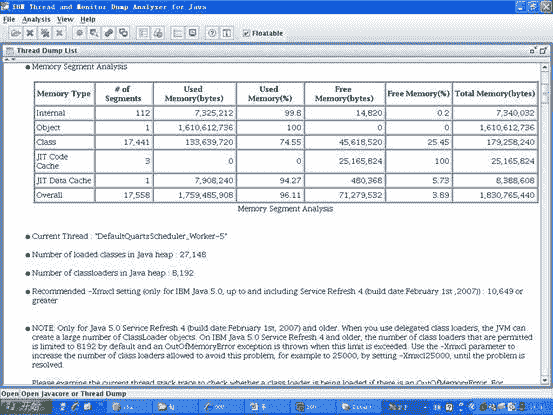 IBM Thread and Monitor Dump Analyzer for Java
File Analysis View Help
Floatable
Thread Dump List
Memory Segment Analysis
Memory Type # of Segments Used Memory(bytes) Used Memory(%) Free Memory(bytes) Free Memory(%) Total Memory(bytes)
Internal 112 7,325,212 99.8 14,820 0.2 7,340,032
Object 1 1,610,612,736 100 0 0 1,610,612,736
Class 17,441 133,639,720 74.55 45,618,520 25.45 179,258,240
JIT Code Cache 3 0 0 25,165,824 100 25,165,824
JIT Data Cache 1 7,908,240 94.27 480,368 5.73 8,388,608
Overall 17,558 1,759,485,908 96.11 71,279,532 3.89 1,830,765,440
Memory Segment Analysis
Current Thread : "DefaultQuartzScheduler_Worker-5"
Number of loaded classes in Java heap : 27,148
Number of classloaders in Java heap : 8,192
Recommended -Xmxcl setting (only for IBM Java 5.0, up to and including Service Refresh 4 (build date:February 1st ,2007)) : 10,649 or
greater
NOTE: Only for Java 5.0 Service Refresh 4 (build date:February 1st, 2007) and older. When you use delegated class loaders, the JVM can
create a large number of ClassLoader objects. On IBM Java 5.0 Service Refresh 4 and older, the number of class loaders that are permitted
is limited to 8192 by default and an OutOfMemoryError exception is thrown when this limit is exceeded. Use the -Xmxcl parameter to
increase the number of class loaders allowed to avoid this problem, for example to 25000, by setting -Xmxcl25000, until the problem is
resolved.
Please examine the current thread stack trace to check whether a class loader is being loaded if there is an OutOfMemoryError. For
Open Open Javacore or Thread Dump
开始